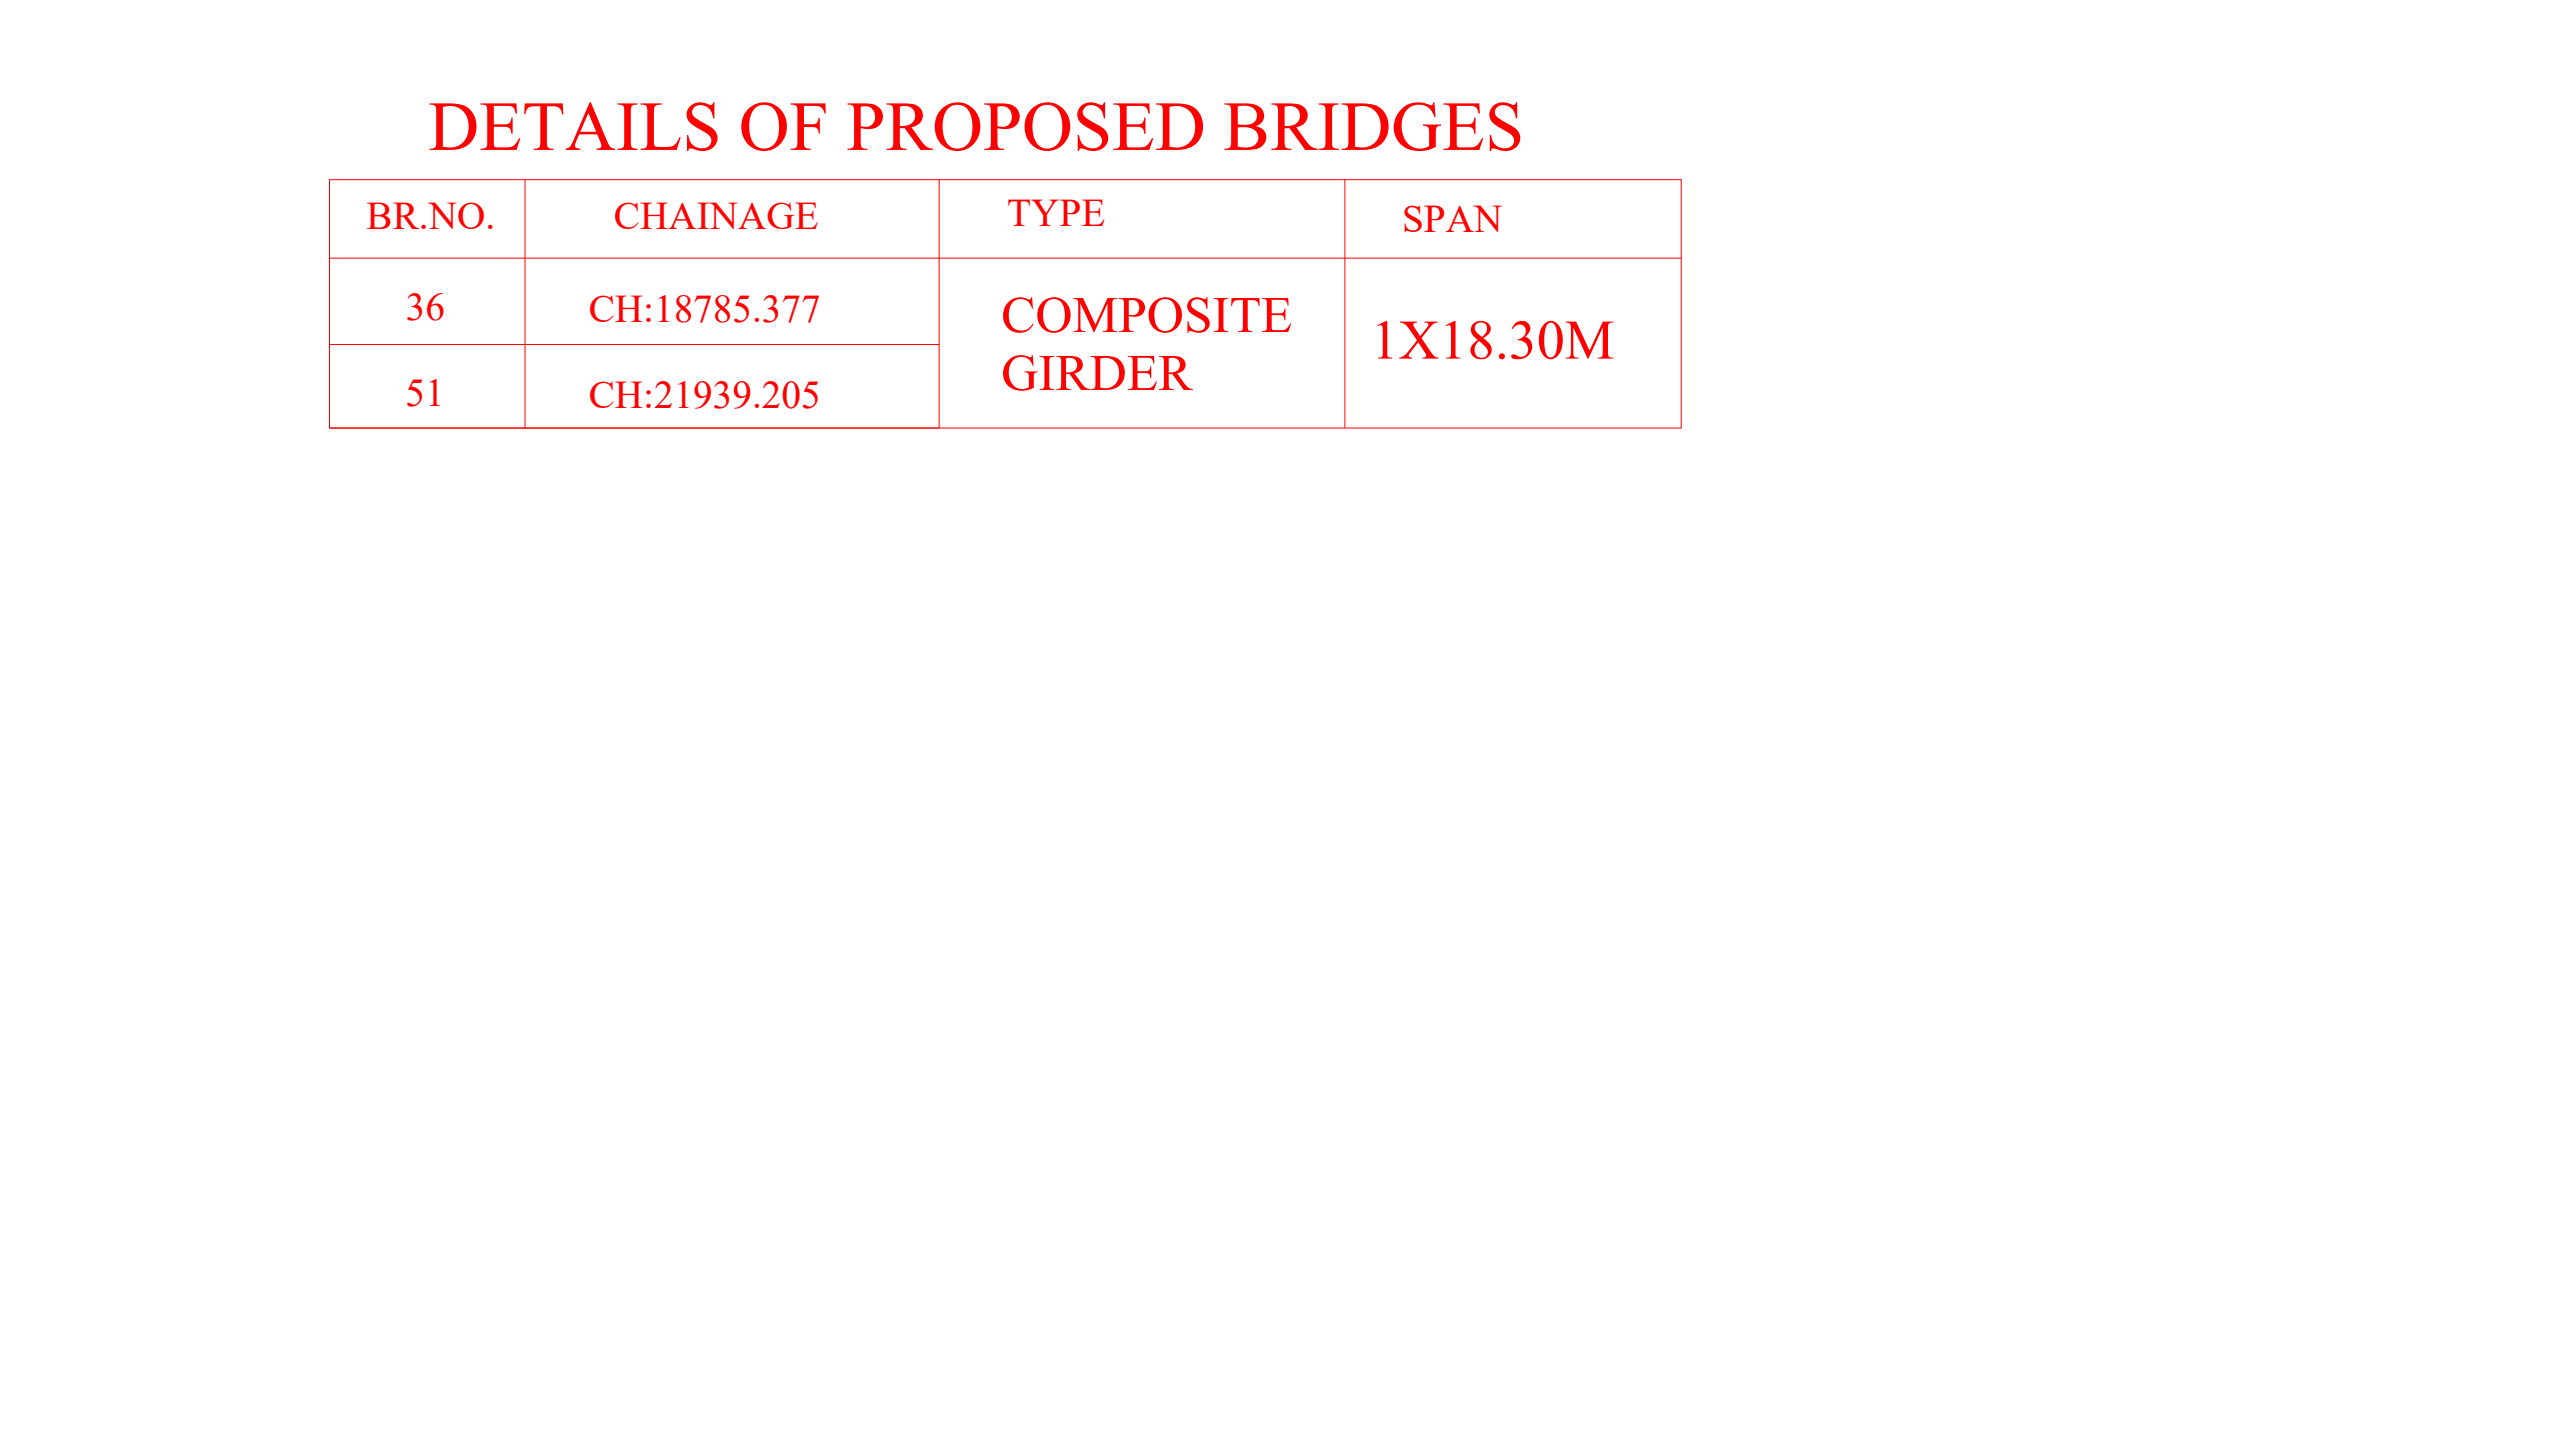 DETAILS OF PROPOSED BRIDGES
BR.NO. CHAINAGE TYPE SPAN
36 CH:18785.377 COMPOSITE GIRDER 1X18.30M
51 CH:21939.205